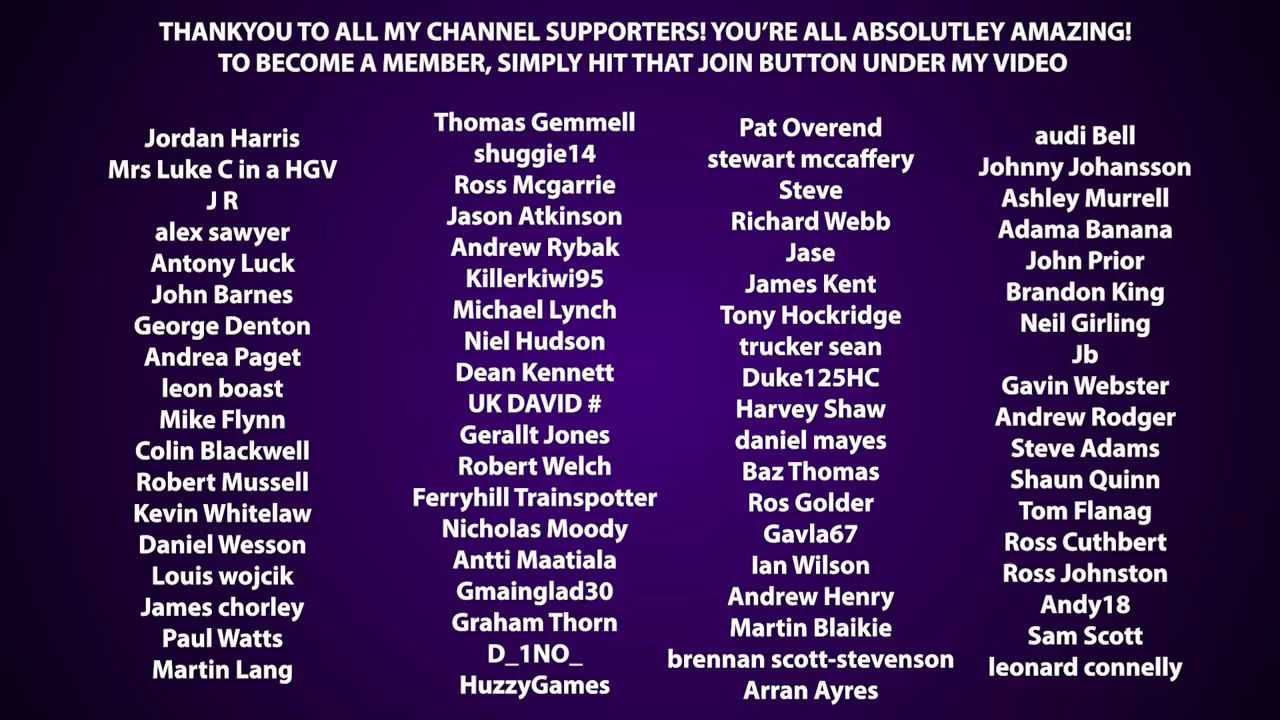 THANKYOU TO ALL MY CHANNEL SUPPORTERS! YOU'RE ALL ABSOLUTLEY AMAZING!
TO BECOME A MEMBER, SIMPLY HIT THAT JOIN BUTTON UNDER MY VIDEO
Jordan Harris
Mrs Luke C in a HGV
J R
alex sawyer
Antony Luck
John Barnes
George Denton
Andrea Paget
leon boast
Mike Flynn
Colin Blackwell
Robert Mussell
Kevin Whitelaw
Daniel Wesson
Louis wojcik
James chorley
Paul Watts
Martin Lang
Thomas Gemmell
shuggie14
Ross Mcgarrie
Jason Atkinson
Andrew Rybak
Killerkiwi95
Michael Lynch
Niel Hudson
Dean Kennett
UK DAVID #
Gerallt Jones
Robert Welch
Ferryhill Trainspotter
Nicholas Moody
Antti Maatiala
Gmainglad30
Graham Thorn
D_1NO_
HuzzyGames
Pat Overend
stewart mccaffery
Steve
Richard Webb
Jase
James Kent
Tony Hockridge
trucker sean
Duke125HC
Harvey Shaw
daniel mayes
Baz Thomas
Ros Golder
Gavla67
Ian Wilson
Andrew Henry
Martin Blaikie
brennan scott-stevenson
Arran Ayres
audi Bell
Johnny Johansson
Ashley Murrell
Adama Banana
John Prior
Brandon King
Neil Girling
Jb
Gavin Webster
Andrew Rodger
Steve Adams
Shaun Quinn
Tom Flanag
Ross Cuthbert
Ross Johnston
Andy18
Sam Scott
leonard connelly